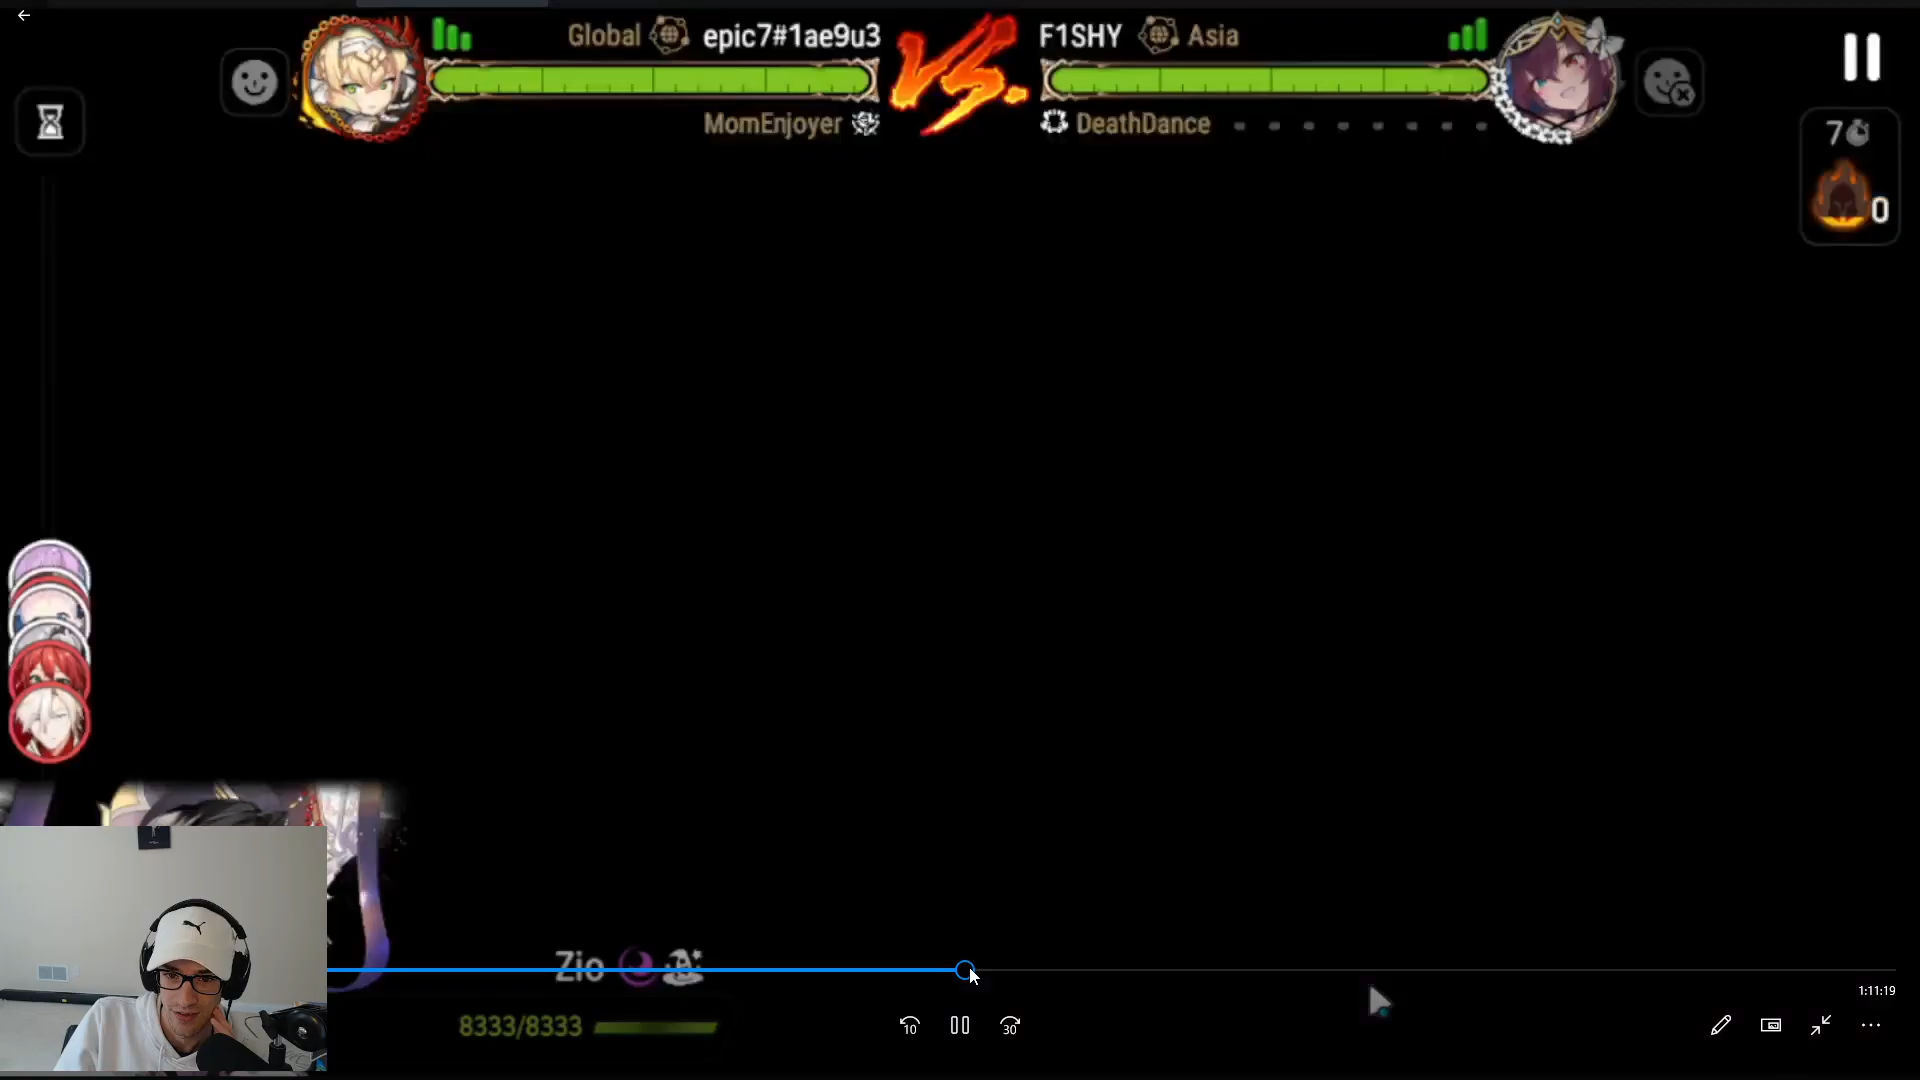 Global epic7#1ae9u3
F1SHY Asia
MomEnjoyer
DeathDance
7
0
Zio
8333/8333
1:11:19
10
30